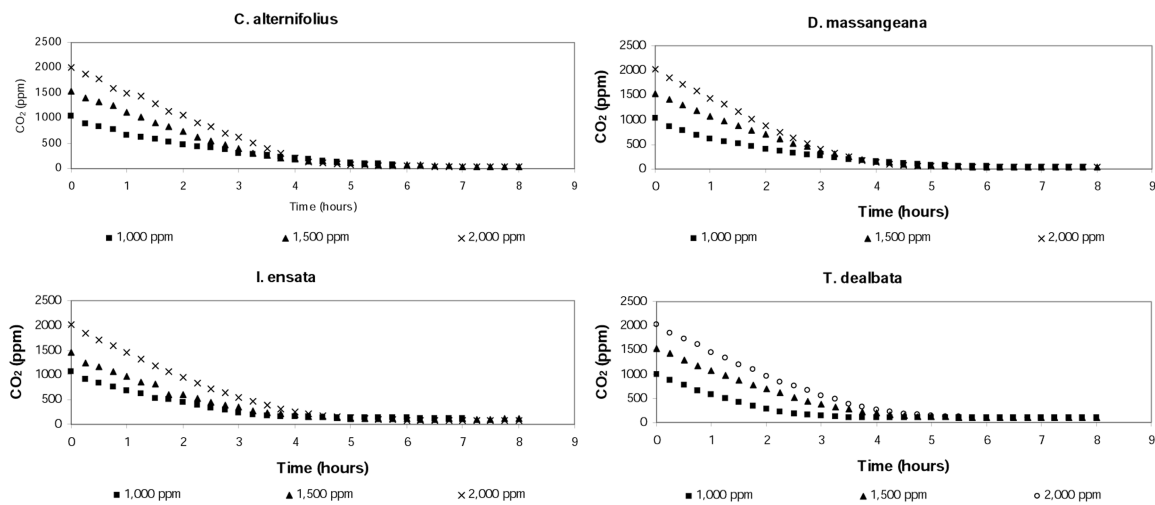 C. alternifolius
CO₂ (ppm)
2500
2000
1500
1000
500
0
0 1 2 3 4 5 6 7 8 9
Time (hours)
1,000 ppm 1,500 ppm 2,000 ppm
D. massangeana
CO₂ (ppm)
2500
2000
1500
1000
500
0
0 1 2 3 4 5 6 7 8 9
Time (hours)
1,000 ppm 1,500 ppm 2,000 ppm
I. ensata
CO₂ (ppm)
2500
2000
1500
1000
500
0
0 1 2 3 4 5 6 7 8 9
Time (hours)
1,000 ppm 1,500 ppm 2,000 ppm
T. dealbata
CO₂ (ppm)
2500
2000
1500
1000
500
0
0 1 2 3 4 5 6 7 8 9
Time (hours)
1,000 ppm 1,500 ppm 2,000 ppm